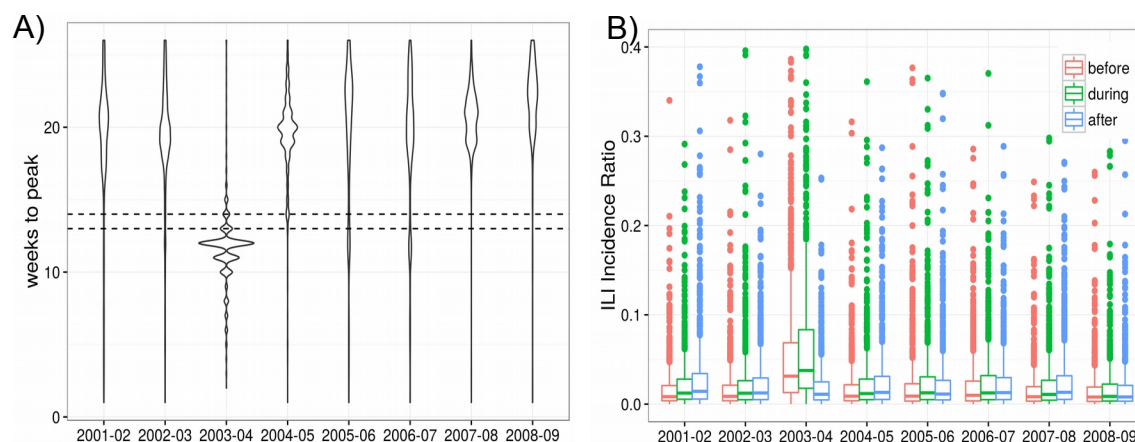 A)
weeks to peak
20
10
0
2001-02 2002-03 2003-04 2004-05 2005-06 2006-07 2007-08 2008-09
B)
ILI Incidence Ratio
0.4
0.3
0.2
0.1
0.0
before
during
after
2001-02 2002-03 2003-04 2004-05 2005-06 2006-07 2007-08 2008-09